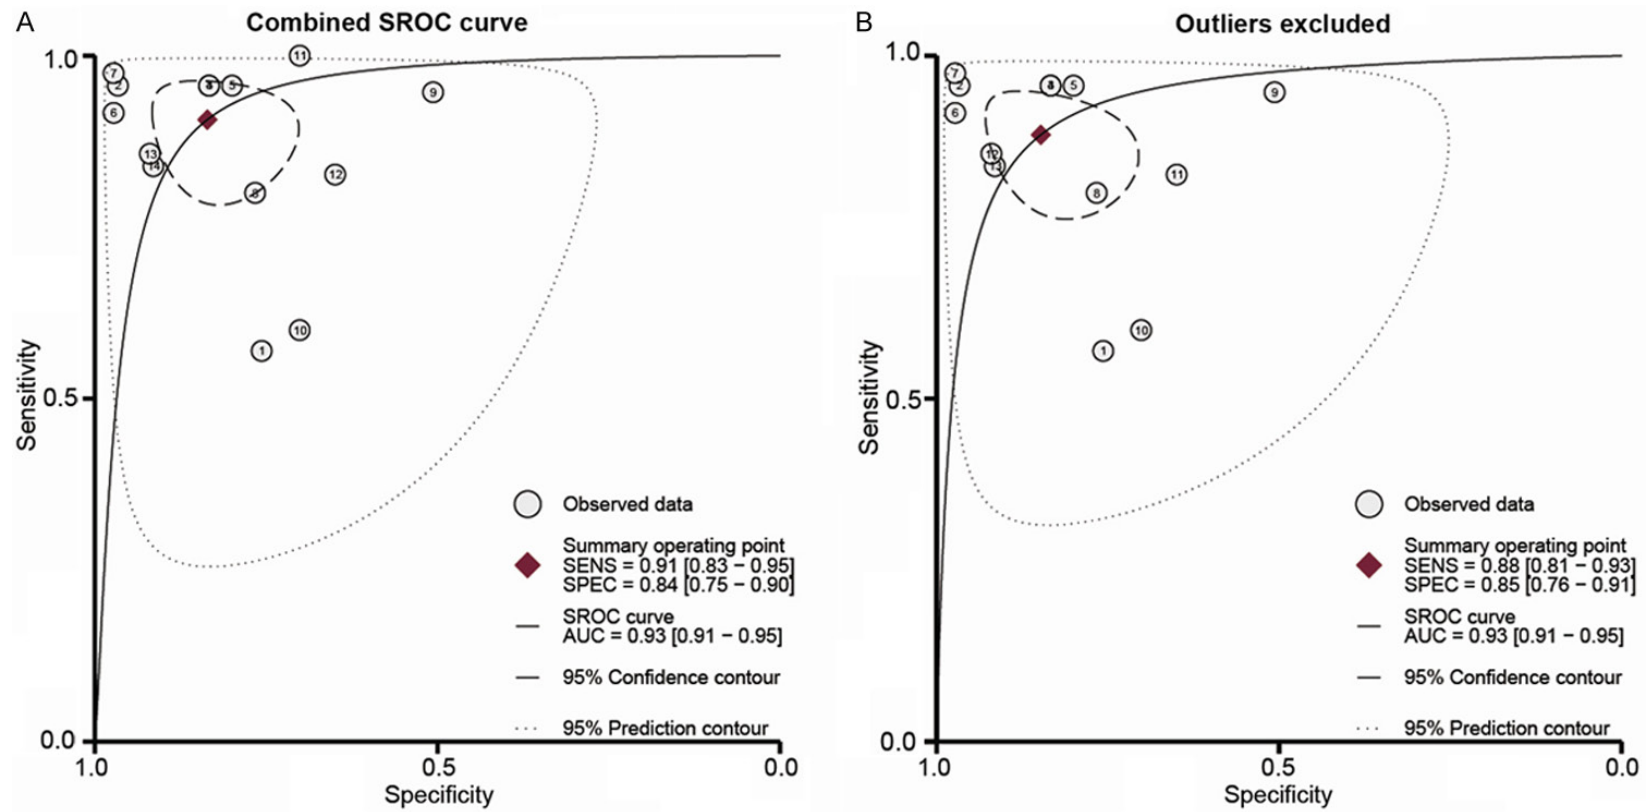 A
Combined SROC curve
1.0
0.5
0.0
Sensitivity
7
2
6
13
14
5
11
9
8
12
10
1
Observed data
Summary operating point
SENS = 0.91 [0.83 – 0.95]
SPEC = 0.84 [0.75 – 0.90]
SROC curve
AUC = 0.93 [0.91 – 0.95]
95% Confidence contour
95% Prediction contour
1.0
0.5
0.0
Specificity
B
Outliers excluded
1.0
0.5
0.0
Sensitivity
7
2
6
12
13
5
9
8
11
10
1
Observed data
Summary operating point
SENS = 0.88 [0.81 – 0.93]
SPEC = 0.85 [0.76 – 0.91]
SROC curve
AUC = 0.93 [0.91 – 0.95]
95% Confidence contour
95% Prediction contour
1.0
0.5
0.0
Specificity